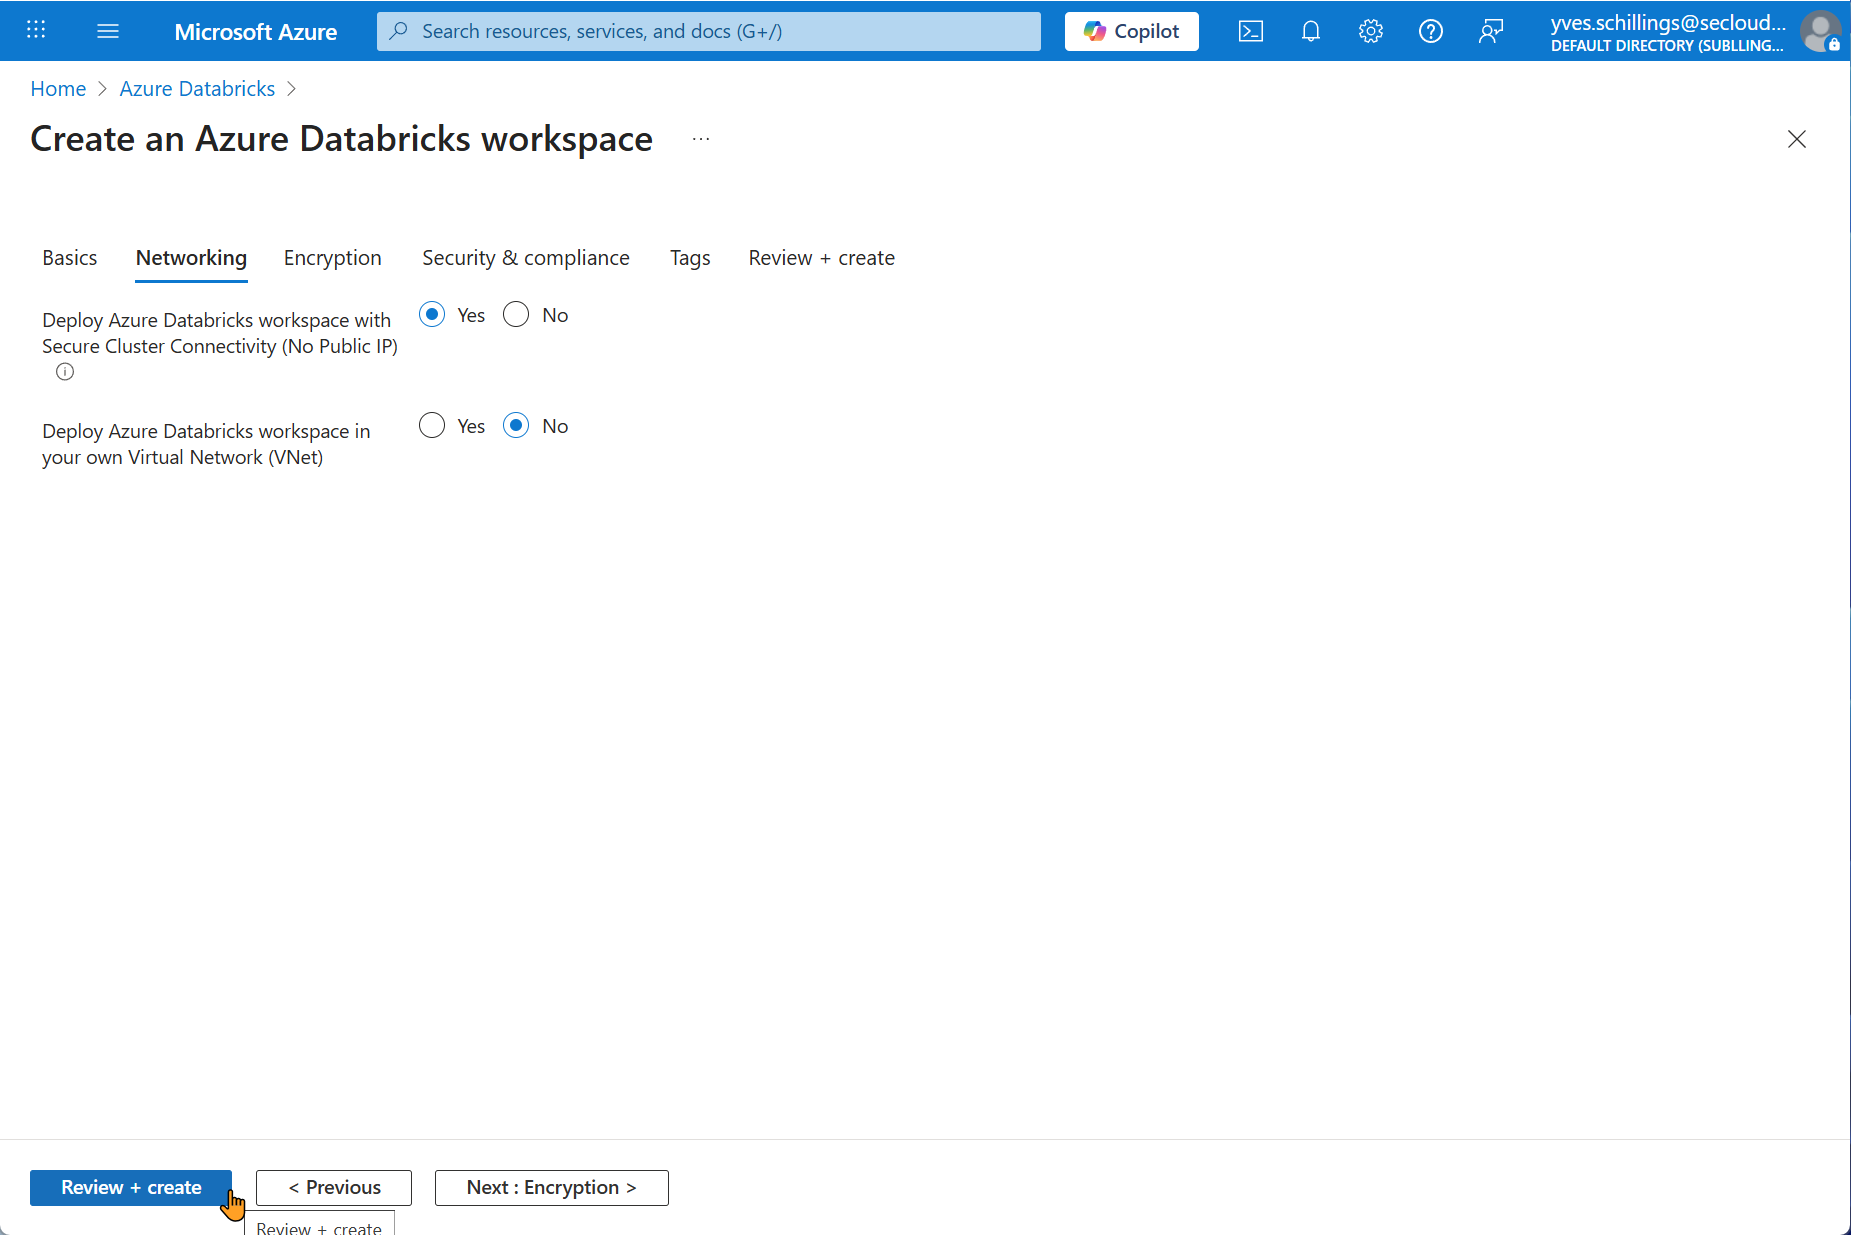 Microsoft Azure
Search resources, services, and docs (G+/)
Copilot
yves.schillings@secloud...
DEFAULT DIRECTORY (SUBLLING...
Home > Azure Databricks >
Create an Azure Databricks workspace ...
Basics Networking Encryption Security & compliance Tags Review + create
Deploy Azure Databricks workspace with
Secure Cluster Connectivity (No Public IP)
Yes No
Deploy Azure Databricks workspace in
your own Virtual Network (VNet)
Yes No
Review + create < Previous Next : Encryption >
Review + create